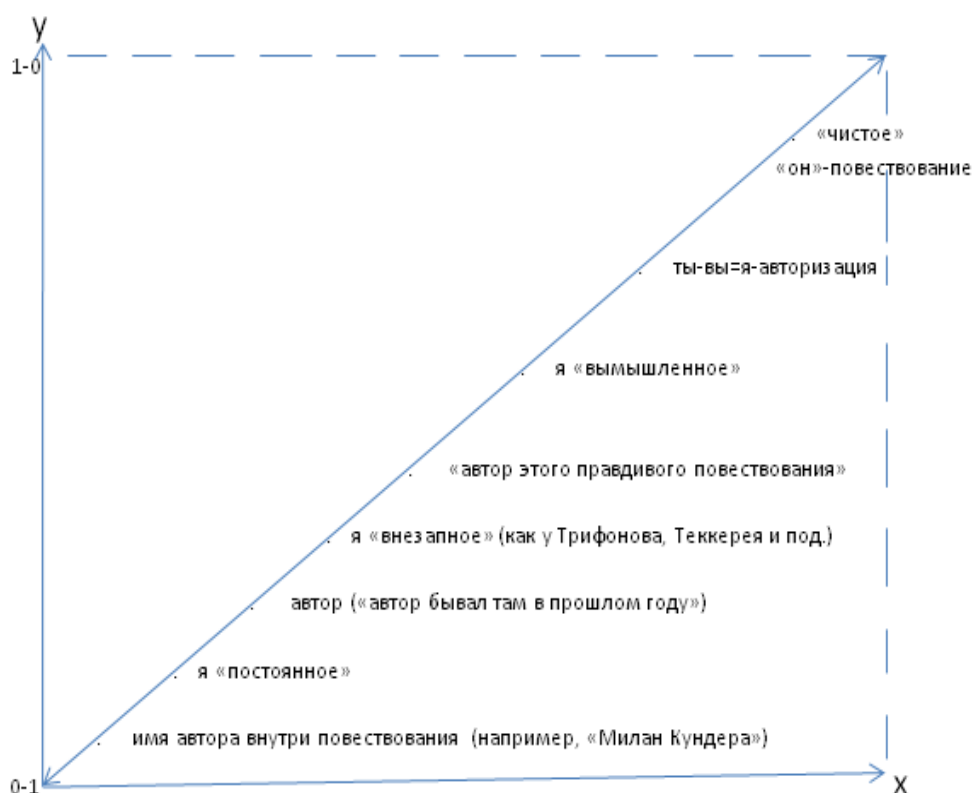 y
1-0
«чистое»
«он»-повествование
ты-вы=я-авторизация
я «вымышленное»
«автор этого правдивого повествования»
я «внезапное» (как у Трифонова, Теккерея и под.)
автор («автор бывал там в прошлом году»)
я «постоянное»
имя автора внутри повествования (например, «Милан Кундера»)
0-1
x